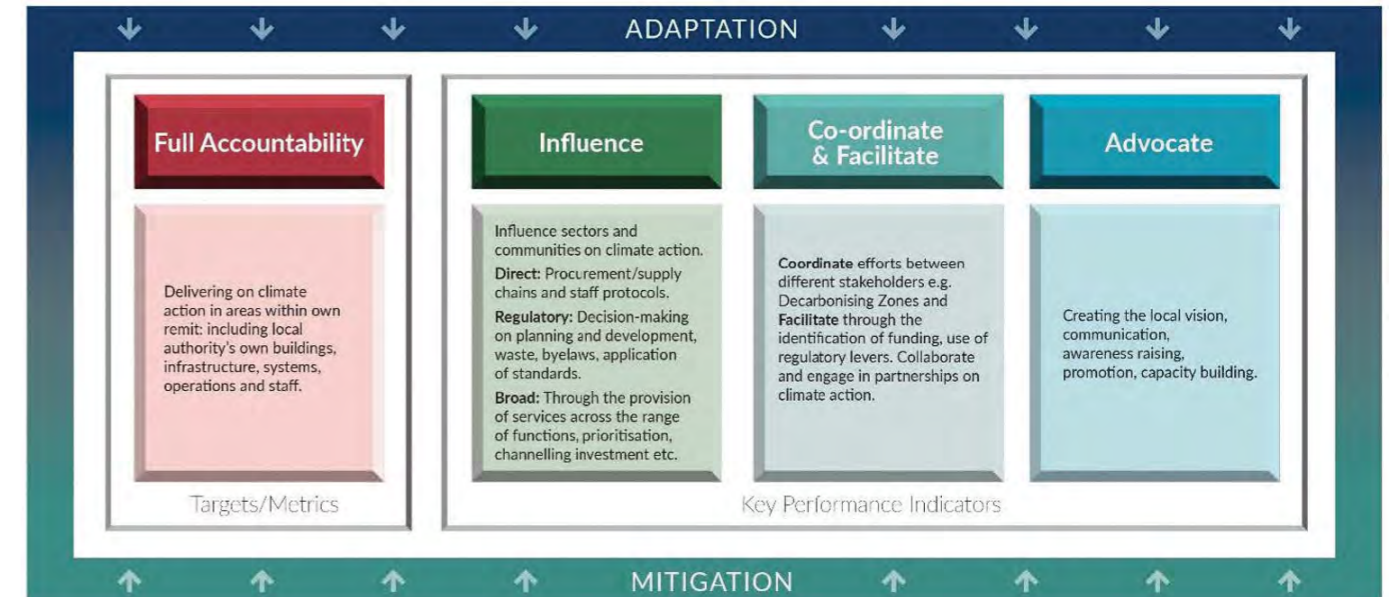 ADAPTATION
Full Accountability
Delivering on climate
action in areas within own
remit: including local
authority's own buildings,
infrastructure, systems,
operations and staff.
Targets/Metrics
Influence
Influence sectors and
communities on climate action.
Direct: Procurement/supply
chains and staff protocols.
Regulatory: Decision-making
on planning and development,
waste, byelaws, application
of standards.
Broad: Through the provision
of services across the range
of functions, prioritisation,
channelling investment etc.
Co-ordinate
& Facilitate
Coordinate efforts between
different stakeholders e.g.
Decarbonising Zones and
Facilitate through the
identification of funding, use of
regulatory levers. Collaborate
and engage in partnerships on
climate action.
Advocate
Creating the local vision,
communication,
awareness raising,
promotion, capacity building.
Key Performance Indicators
MITIGATION